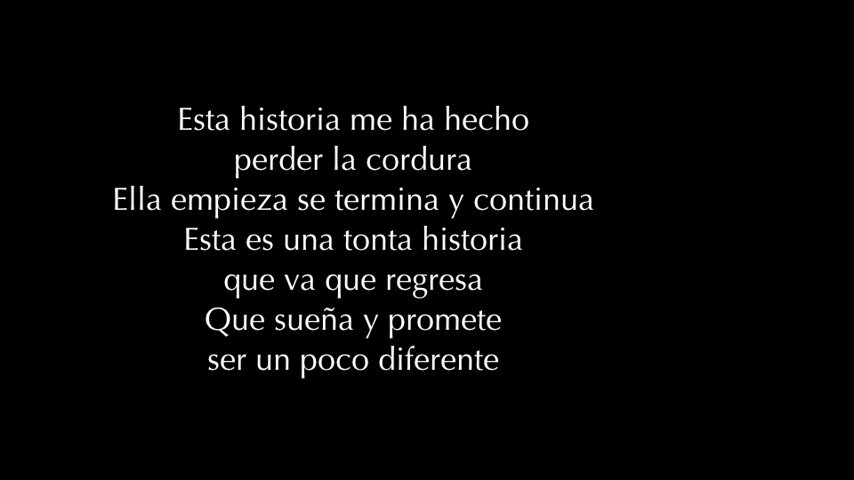 Esta historia me ha hecho
perder la cordura
Ella empieza se termina y continua
Esta es una tonta historia
que va que regresa
Que sueña y promete
ser un poco diferente